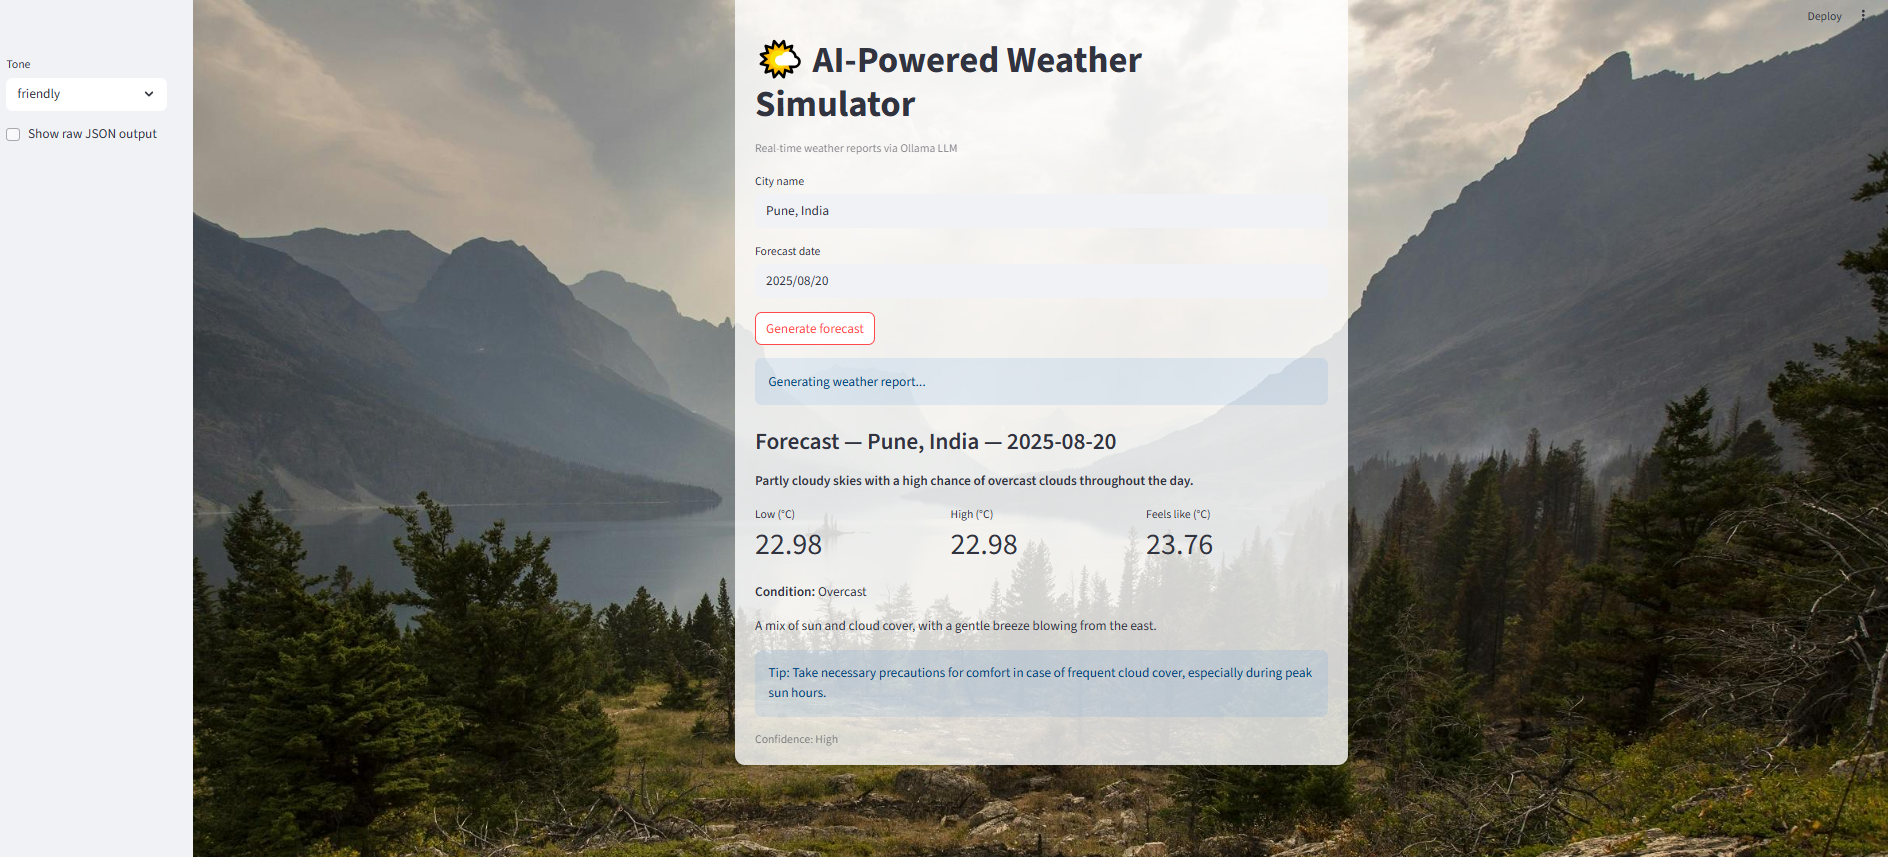 Deploy
Tone
friendly
Show raw JSON output
AI-Powered Weather
Simulator
Real-time weather reports via Ollama LLM
City name
Pune, India
Forecast date
2025/08/20
Generate forecast
Generating weather report...
Forecast — Pune, India — 2025-08-20
Partly cloudy skies with a high chance of overcast clouds throughout the day.
Low (°C) High (°C) Feels like (°C)
22.98 22.98 23.76
Condition: Overcast
A mix of sun and cloud cover, with a gentle breeze blowing from the east.
Tip: Take necessary precautions for comfort in case of frequent cloud cover, especially during peak
sun hours.
Confidence: High